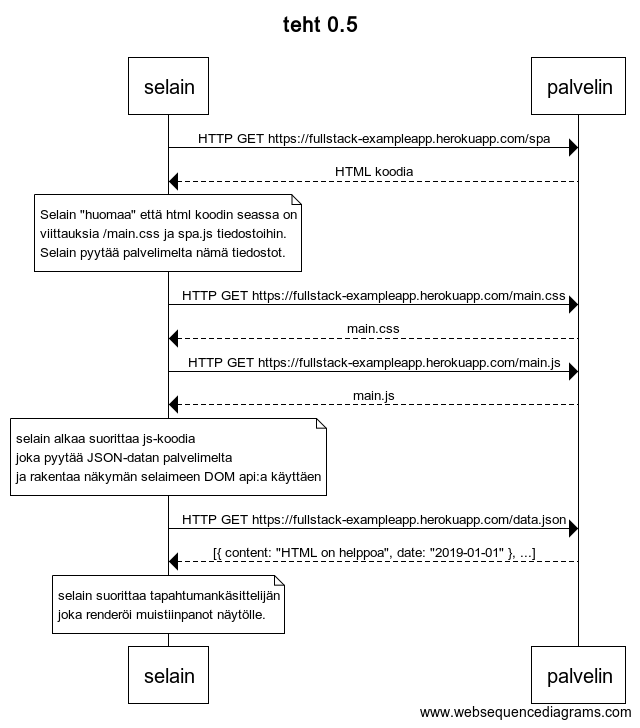 teht 0.5
selain
palvelin
HTTP GET https://fullstack-exampleapp.herokuapp.com/spa
HTML koodia
Selain "huomaa" että html koodin seassa on
viittauksia /main.css ja spa.js tiedostoihin.
Selain pyytää palvelimelta nämä tiedostot.
HTTP GET https://fullstack-exampleapp.herokuapp.com/main.css
main.css
HTTP GET https://fullstack-exampleapp.herokuapp.com/main.js
main.js
selain alkaa suorittaa js-koodia
joka pyytää JSON-datan palvelimelta
ja rakentaa näkymän selaimeen DOM api:a käyttäen
HTTP GET https://fullstack-exampleapp.herokuapp.com/data.json
[{ content: "HTML on helppoa", date: "2019-01-01" }, ...]
selain suorittaa tapahtumankäsittelijän
joka renderöi muistiinpanot näytölle.
selain
palvelin
www.websequencediagrams.com